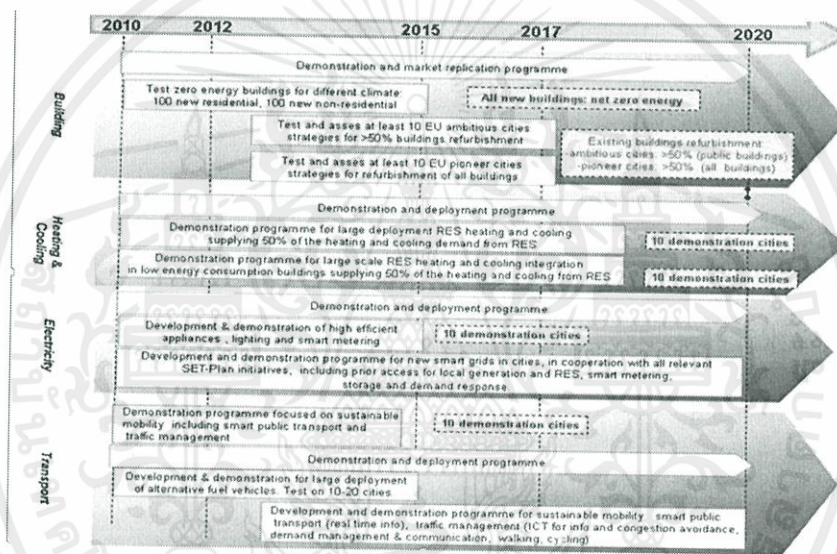 2010 2012 2015 2017 2020
Building
Demonstration and market replication programme
Test zero energy buildings for different climate:
100 new residential, 100 new non-residential
All new buildings: net zero energy
Test and asses at least 10 EU ambitious cities
strategies for >50% buildings refurbishment
Test and asses at least 10 EU pioneer cities
strategies for refurbishment of all buildings
Existing buildings refurbishment
-ambitious cities: >50% (public buildings)
-pioneer cities: >50% (all buildings)
Heating &
Cooling
Demonstration and deployment programme
Demonstration programme for large deployment RES heating and cooling
supplying 50% of the heating and cooling demand from RES
10 demonstration cities
Demonstration programme for large scale RES heating and cooling integration
in low energy consumption buildings supplying 50% of the heating and cooling from RES
10 demonstration cities
Electricity
Demonstration and deployment programme
Development & demonstration of high efficient
appliances , lighting and smart metering
10 demonstration cities
Development and demonstration programme for new smart grids in cities, in cooperation with all relevant
SET-Plan initiatives, including prior access for local generation and RES, smart metering,
storage and demand response
Transport
Demonstration programme focused on sustainable
mobility including smart public transport and
traffic management
10 demonstration cities
Demonstration and deployment programme
Development & demonstration for large deployment
of alternative fuel vehicles. Test on 10-20 cities
Development and demonstration programme for sustainable mobility smart public
transport (real time info), traffic management (ICT for info and congestion avoidance,
demand management & communication, walking, cycling)